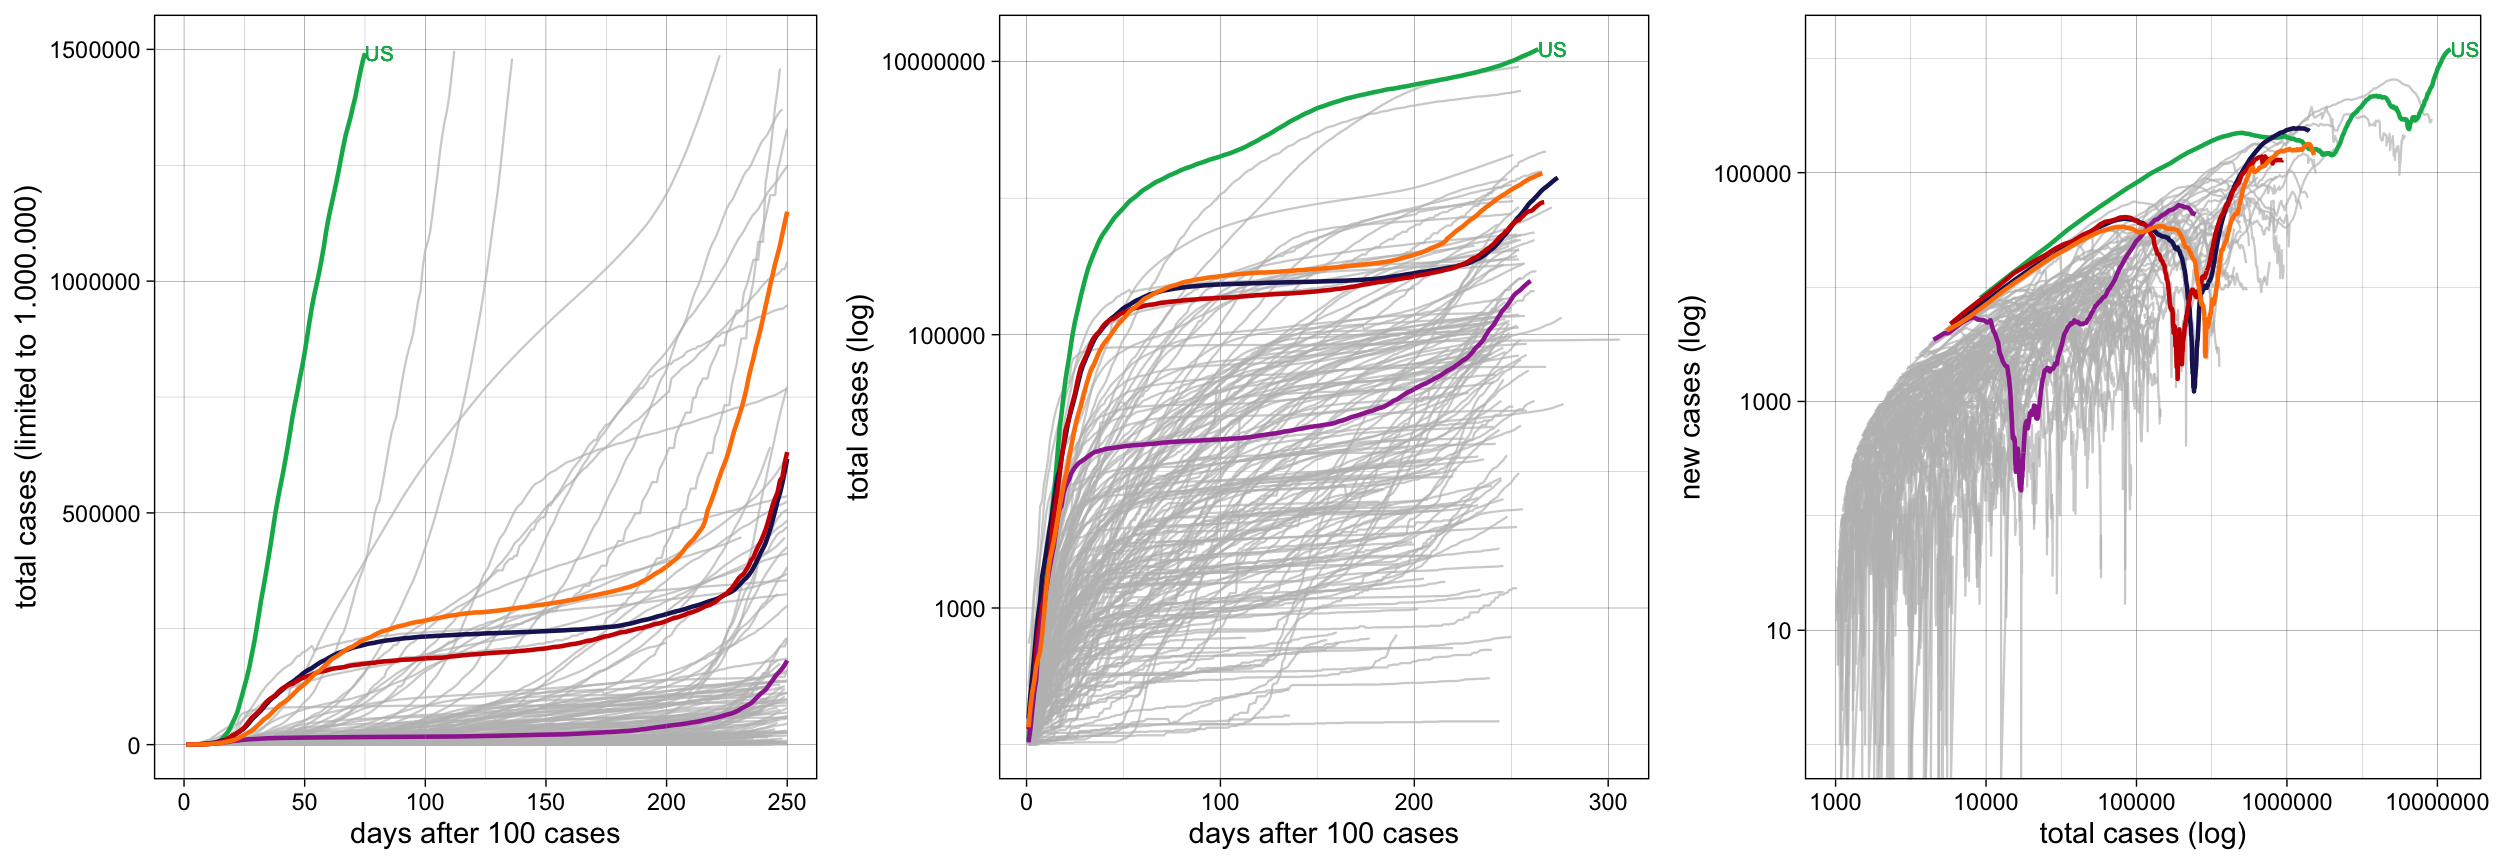 total cases (limited to 1.000.000)
1500000
1000000
500000
0
US
0
50
100
150
200
250
days after 100 cases
total cases (log)
10000000
100000
1000
US
0
100
200
300
days after 100 cases
new cases (log)
100000
1000
10
US
1000
10000
100000
1000000
10000000
total cases (log)